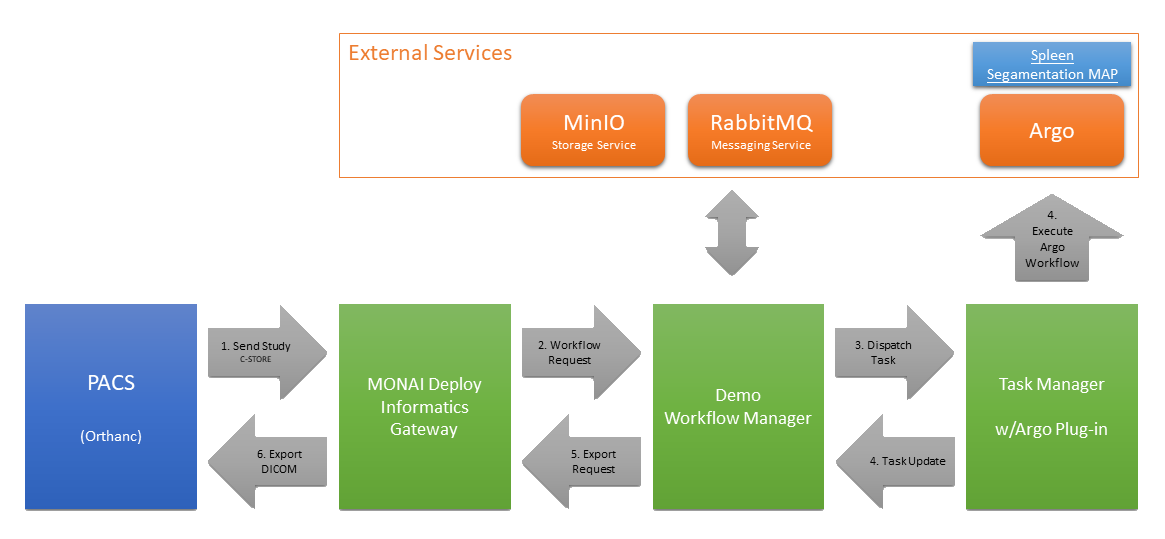 External Services
Spleen
Segamentation MAP
MinIO
Storage Service
RabbitMQ
Messaging Service
Argo
4.
Execute
Argo
Workflow
PACS
(Orthanc)
1. Send Study
C-STORE
6. Export
DICOM
MONAI Deploy
Informatics
Gateway
2. Workflow
Request
5. Export
Request
Demo
Workflow Manager
3. Dispatch
Task
4. Task Update
Task Manager
w/Argo Plug-in